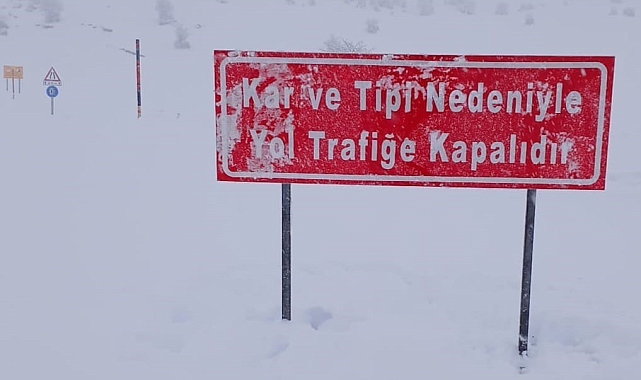 Kar ve Tipi Nedeniyle
Yol Trafiğe Kapalıdır